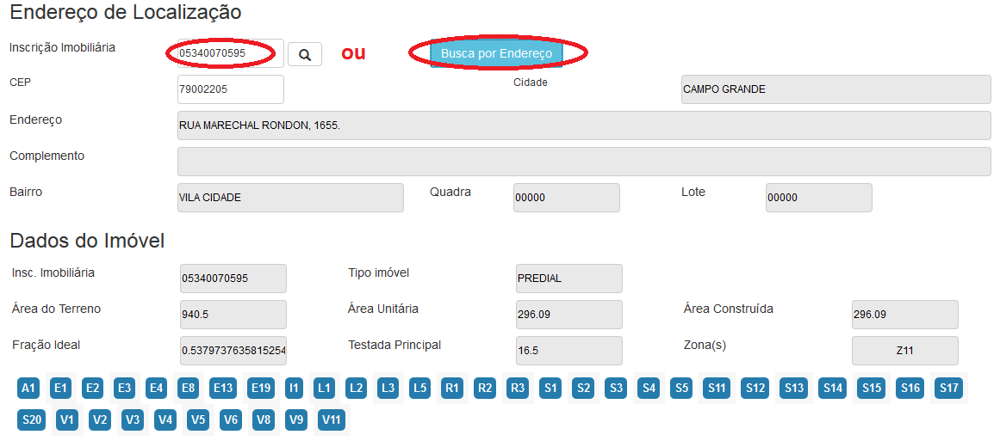 Endereço de Localização
Inscrição Imobiliária 05340070595 ou Busca por Endereço
CEP 79002205 Cidade CAMPO GRANDE
Endereço RUA MARECHAL RONDON, 1655.
Complemento
Bairro VILA CIDADE Quadra 00000 Lote 00000
Dados do Imóvel
Insc. Imobiliária 05340070595 Tipo imóvel PREDIAL
Área do Terreno 940.5 Área Unitária 296.09 Área Construída 296.09
Fração Ideal 0.5379737635815254 Testada Principal 16.5 Zona(s) Z11
A1 E1 E2 E3 E4 E8 E13 E19 I1 L1 L2 L3 L5 R1 R2 R3 S1 S2 S3 S4 S5 S11 S12 S13 S14 S15 S16 S17
S20 V1 V2 V3 V4 V5 V6 V8 V9 V11